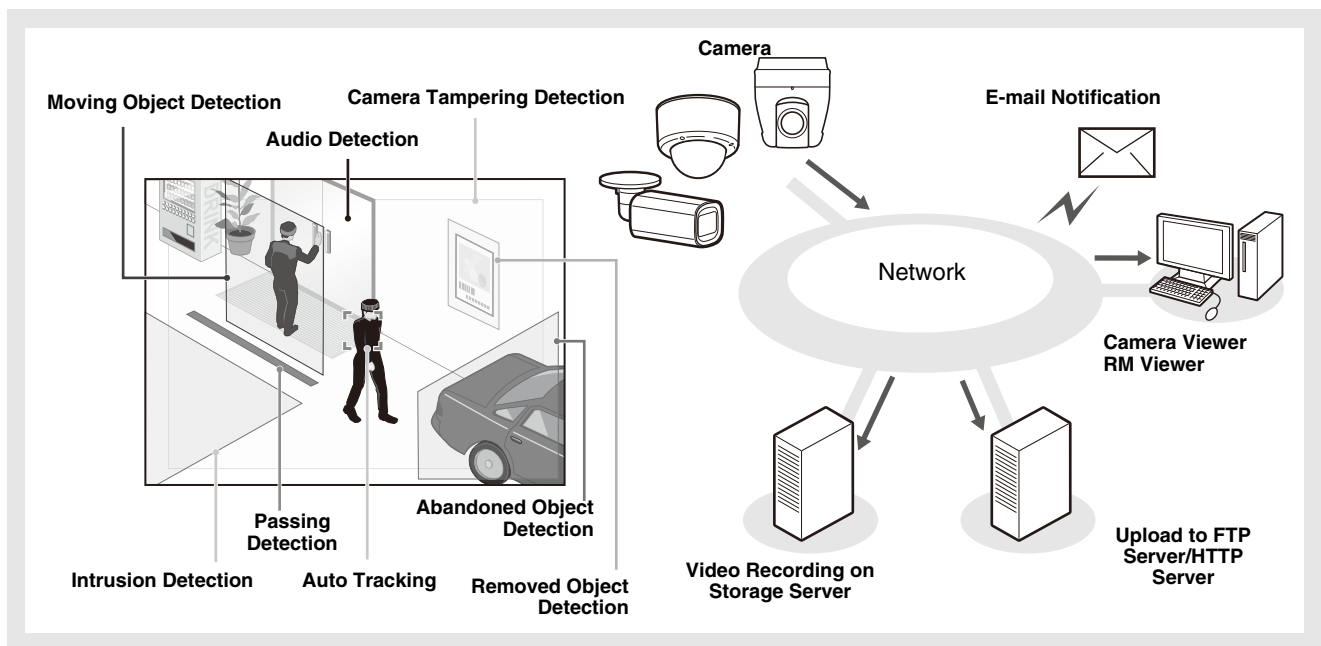 Camera
Moving Object Detection
Camera Tampering Detection
E-mail Notification
Audio Detection
Network
Camera Viewer
RM Viewer
Abandoned Object
Detection
Passing
Detection
Intrusion Detection
Auto Tracking
Removed Object
Detection
Video Recording on
Storage Server
Upload to FTP
Server/HTTP
Server